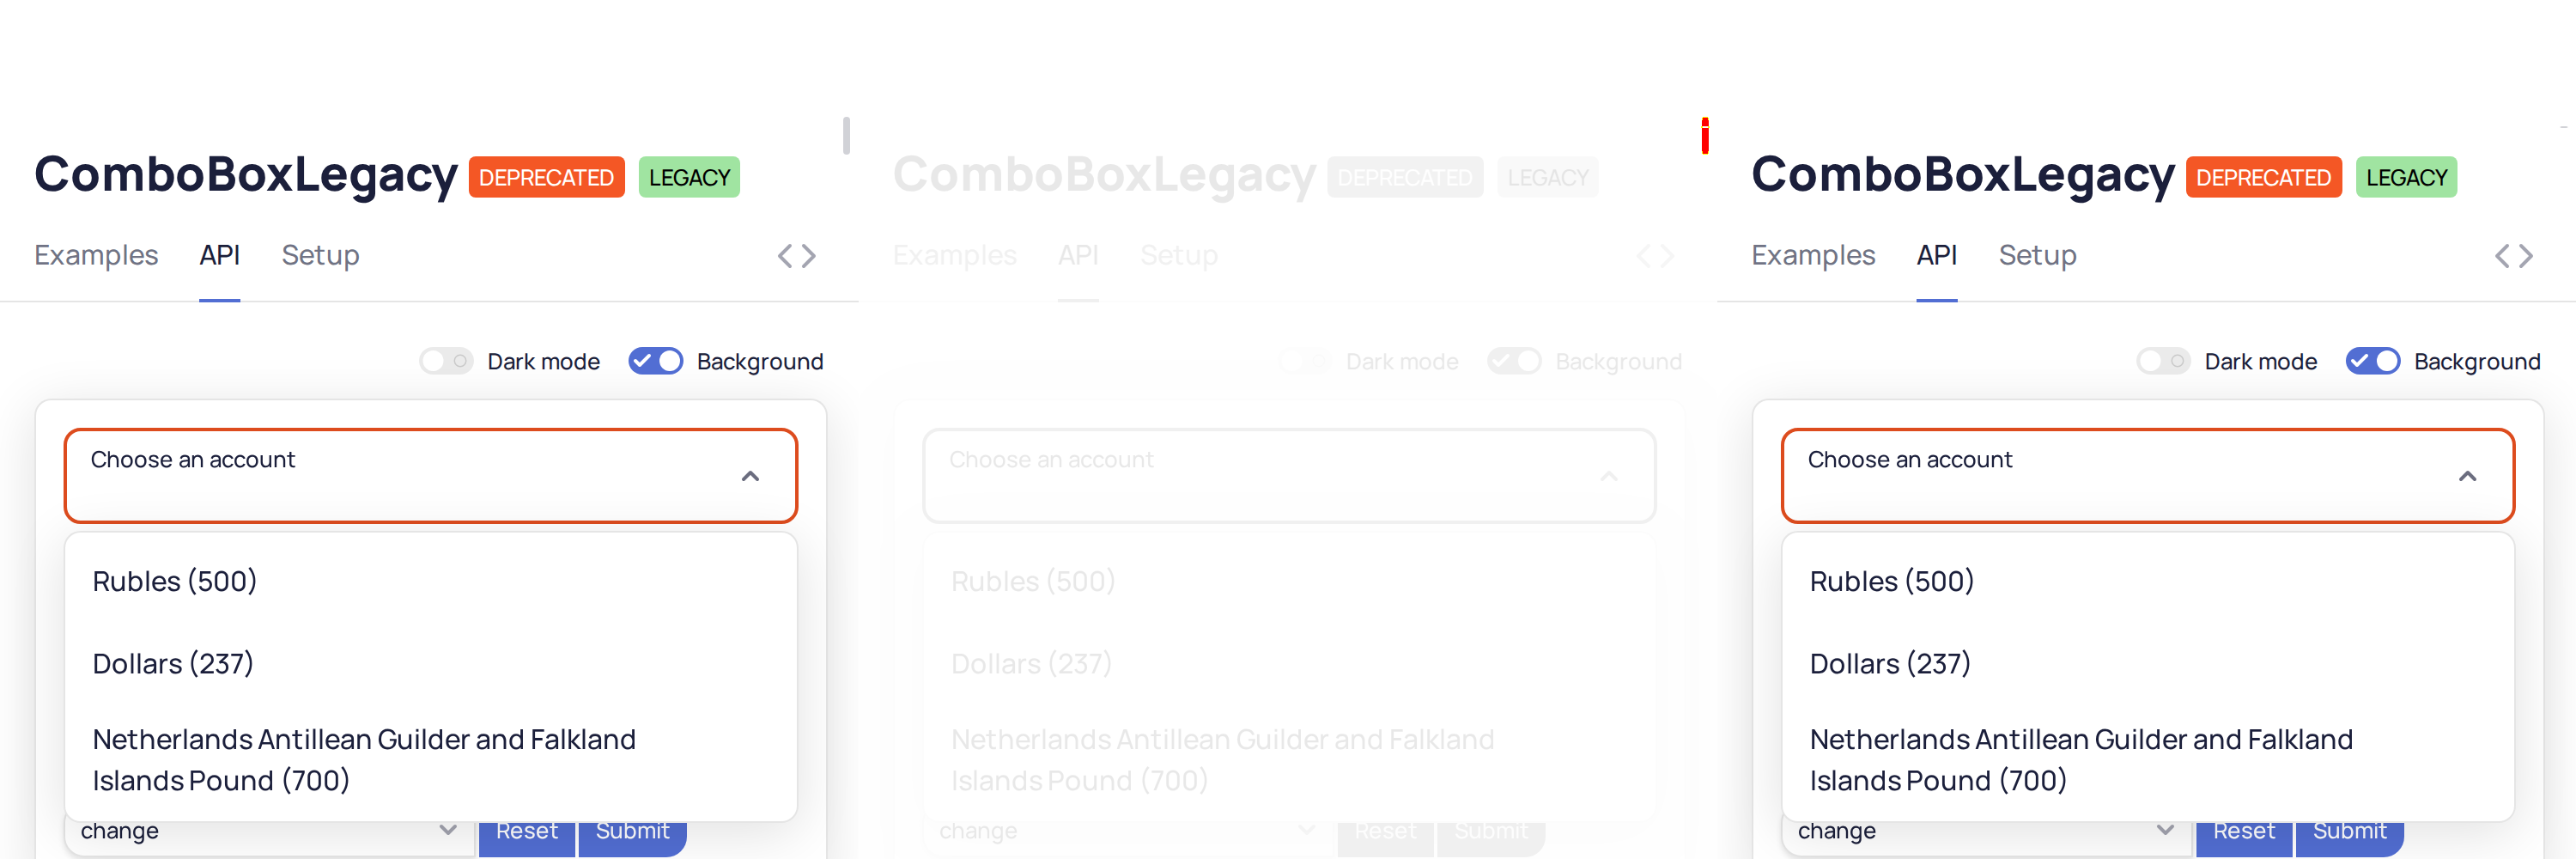 ComboBoxLegacy DEPRECATED LEGACY
Examples API Setup
Dark mode Background
Choose an account
Rubles (500)
Dollars (237)
Netherlands Antillean Guilder and Falkland
Islands Pound (700)
change Reset Submit
ComboBoxLegacy DEPRECATED LEGACY
Examples API Setup
Dark mode Background
Choose an account
Rubles (500)
Dollars (237)
Netherlands Antillean Guilder and Falkland
Islands Pound (700)
change Reset Submit
ComboBoxLegacy DEPRECATED LEGACY
Examples API Setup
Dark mode Background
Choose an account
Rubles (500)
Dollars (237)
Netherlands Antillean Guilder and Falkland
Islands Pound (700)
change Reset Submit